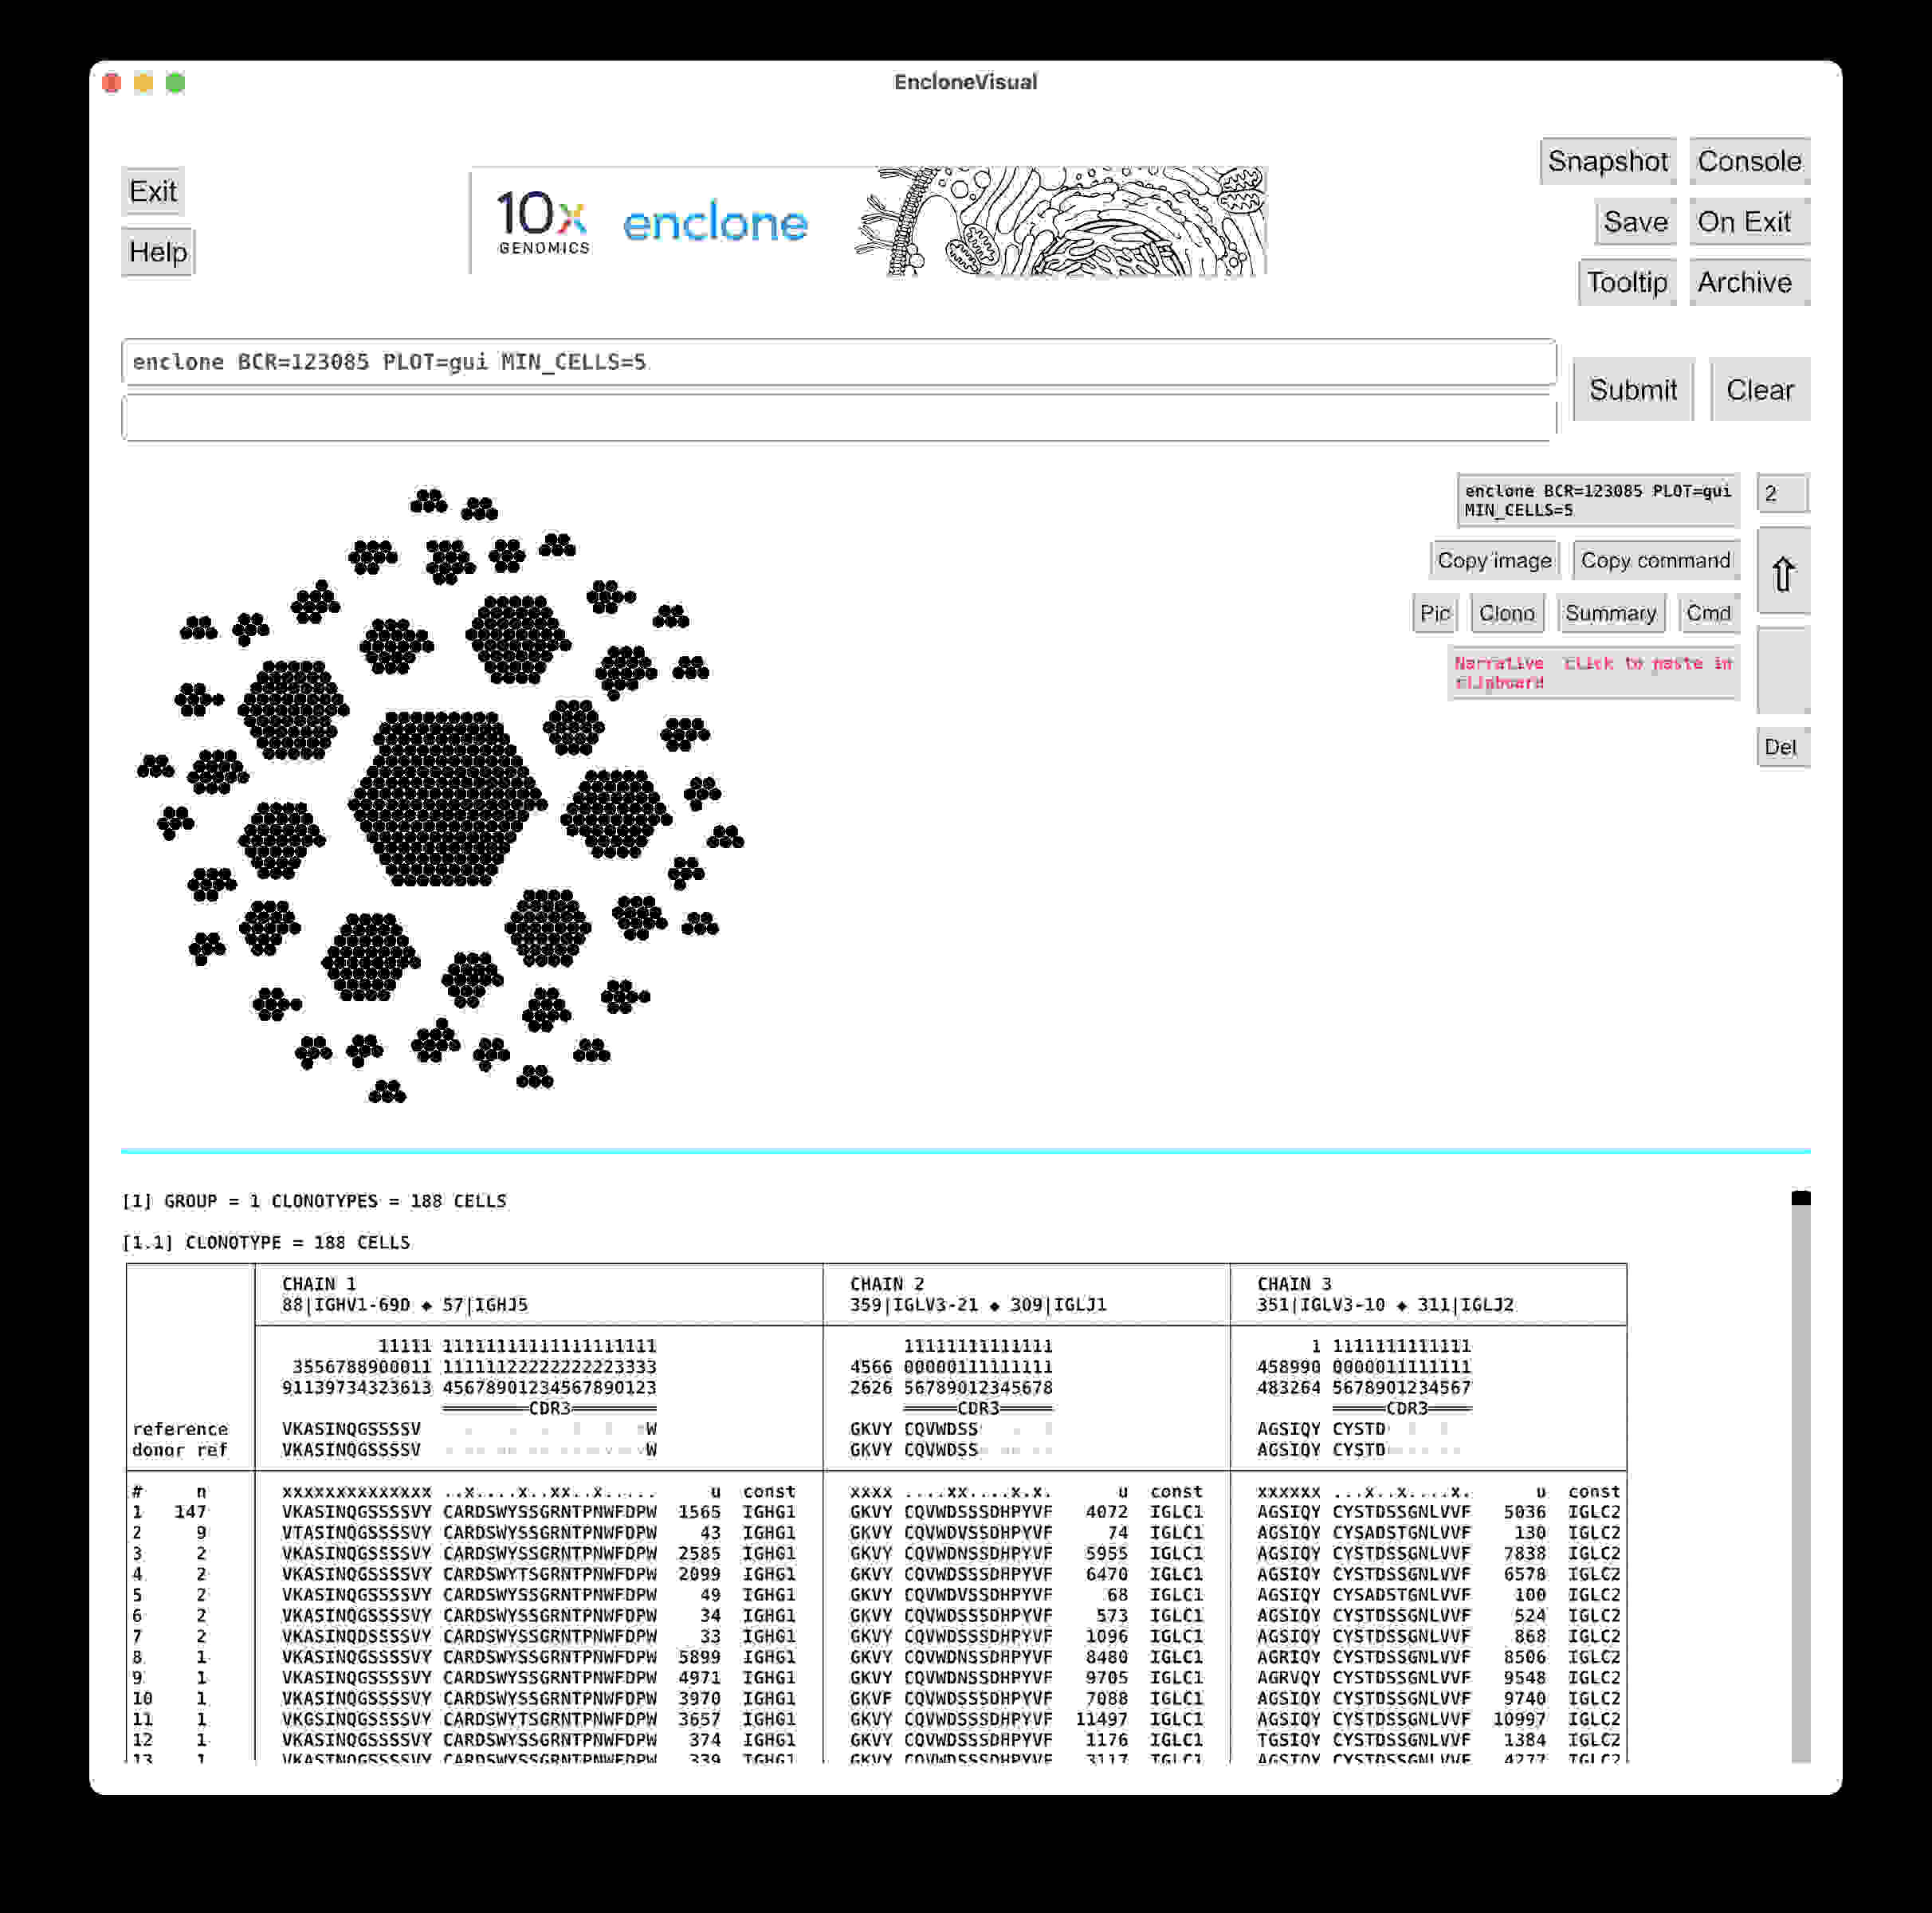 EncloneVisual
Exit
Help
10x
GENOMICS
enclone
Snapshot Console
Save On Exit
Tooltip Archive
enclone BCR=123085 PLOT=gui MIN_CELLS=5
Submit Clear
enclone BCR=123085 PLOT=gui
MIN_CELLS=5
2
Copy image Copy command
⇧
Pic Clono Summary Cmd
Narrative Click to paste in
clipboard
Del
[1] GROUP = 1 CLONOTYPES = 188 CELLS
[1.1] CLONOTYPE = 188 CELLS
CHAIN 1 CHAIN 2 CHAIN 3
88|IGHV1-69D ◆ 57|IGHJ5 359|IGLV3-21 ◆ 309|IGLJ1 351|IGLV3-10 ◆ 311|IGLJ2
11111 11111111111111111111 11111111111111 1 1111111111111
3556788900011 11111122222222223333 4566 00000111111111 458990 0000011111111
91139734323613 45678901234567890123 2626 56789012345678 483264 5678901234567
CDR3 CDR3 CDR3
reference VKASINQGSSSSV W GKVY CQVWDSS AGSIQY CYSTD
donor ref VKASINQGSSSSV W GKVY CQVWDSS AGSIQY CYSTD
# n xxxxxxxxxxxxxx ..x....x..xx..x..... u const xxxx ....xx....x.x. u const xxxxxx ...x..x....x. u const
1 147 VKASINQGSSSSVY CARDSWYSSGRNTPNWFDPW 1565 IGHG1 GKVY CQVWDSSSDHPYVF 4072 IGLC1 AGSIQY CYSTDSSGNLVVF 5036 IGLC2
2 9 VTASINQGSSSSVY CARDSWYSSGRNTPNWFDPW 43 IGHG1 GKVY CQVWDVSSDHPYVF 74 IGLC1 AGSIQY CYSADSTGNLVVF 130 IGLC2
3 2 VKASINQGSSSSVY CARDSWYSSGRNTPNWFDPW 2585 IGHG1 GKVY CQVWDNSSDHPYVF 5955 IGLC1 AGSIQY CYSTDSSGNLVVF 7838 IGLC2
4 2 VKASINQGSSSSVY CARDSWYTSGRNTPNWFDPW 2099 IGHG1 GKVY CQVWDSSSDHPYVF 6470 IGLC1 AGSIQY CYSTDSSGNLVVF 6578 IGLC2
5 2 VKASINQGSSSSVY CARDSWYSSGRNTPNWFDPW 49 IGHG1 GKVY CQVWDVSSDHPYVF 68 IGLC1 AGSIQY CYSADSTGNLVVF 100 IGLC2
6 2 VKASINQGSSSSVY CARDSWYSSGRNTPNWFDPW 34 IGHG1 GKVY CQVWDSSSDHPYVF 573 IGLC1 AGSIQY CYSTDSSGNLVVF 524 IGLC2
7 2 VKASINQDSSSSVY CARDSWYSSGRNTPNWFDPW 33 IGHG1 GKVY CQVWDSSSDHPYVF 1096 IGLC1 AGSIQY CYSTDSSGNLVVF 868 IGLC2
8 1 VKASINQGSSSSVY CARDSWYSSGRNTPNWFDPW 5899 IGHG1 GKVY CQVWDNSSDHPYVF 8480 IGLC1 AGRIQY CYSTDSSGNLVVF 8506 IGLC2
9 1 VKASINQGSSSSVY CARDSWYSSGRNTPNWFDPW 4971 IGHG1 GKVY CQVWDNSSDHPYVF 9705 IGLC1 AGRVQY CYSTDSSGNLVVF 9548 IGLC2
10 1 VKASINQGSSSSVY CARDSWYSSGRNTPNWFDPW 3970 IGHG1 GKVF CQVWDSSSDHPYVF 7088 IGLC1 AGSIQY CYSTDSSGNLVVF 9740 IGLC2
11 1 VKGSINQGSSSSVY CARDSWYTSGRNTPNWFDPW 3657 IGHG1 GKVY CQVWDSSSDHPYVF 11497 IGLC1 AGSIQY CYSTDSSGNLVVF 10997 IGLC2
12 1 VKASINQGSSSSVY CARDSWYSSGRNTPNWFDPW 374 IGHG1 GKVY CQVWDSSSDHPYVF 1176 IGLC1 TGSIQY CYSTDSSGNLVVF 1384 IGLC2
13 1 VKASINQGSSSSVY CARDSWYSSGRNTPNWFDPW 339 IGHG1 GKVY CQVWDSSSDHPYVF 3117 IGLC1 AGSIQY CYSTDSSGNLVVF 4277 IGLC2